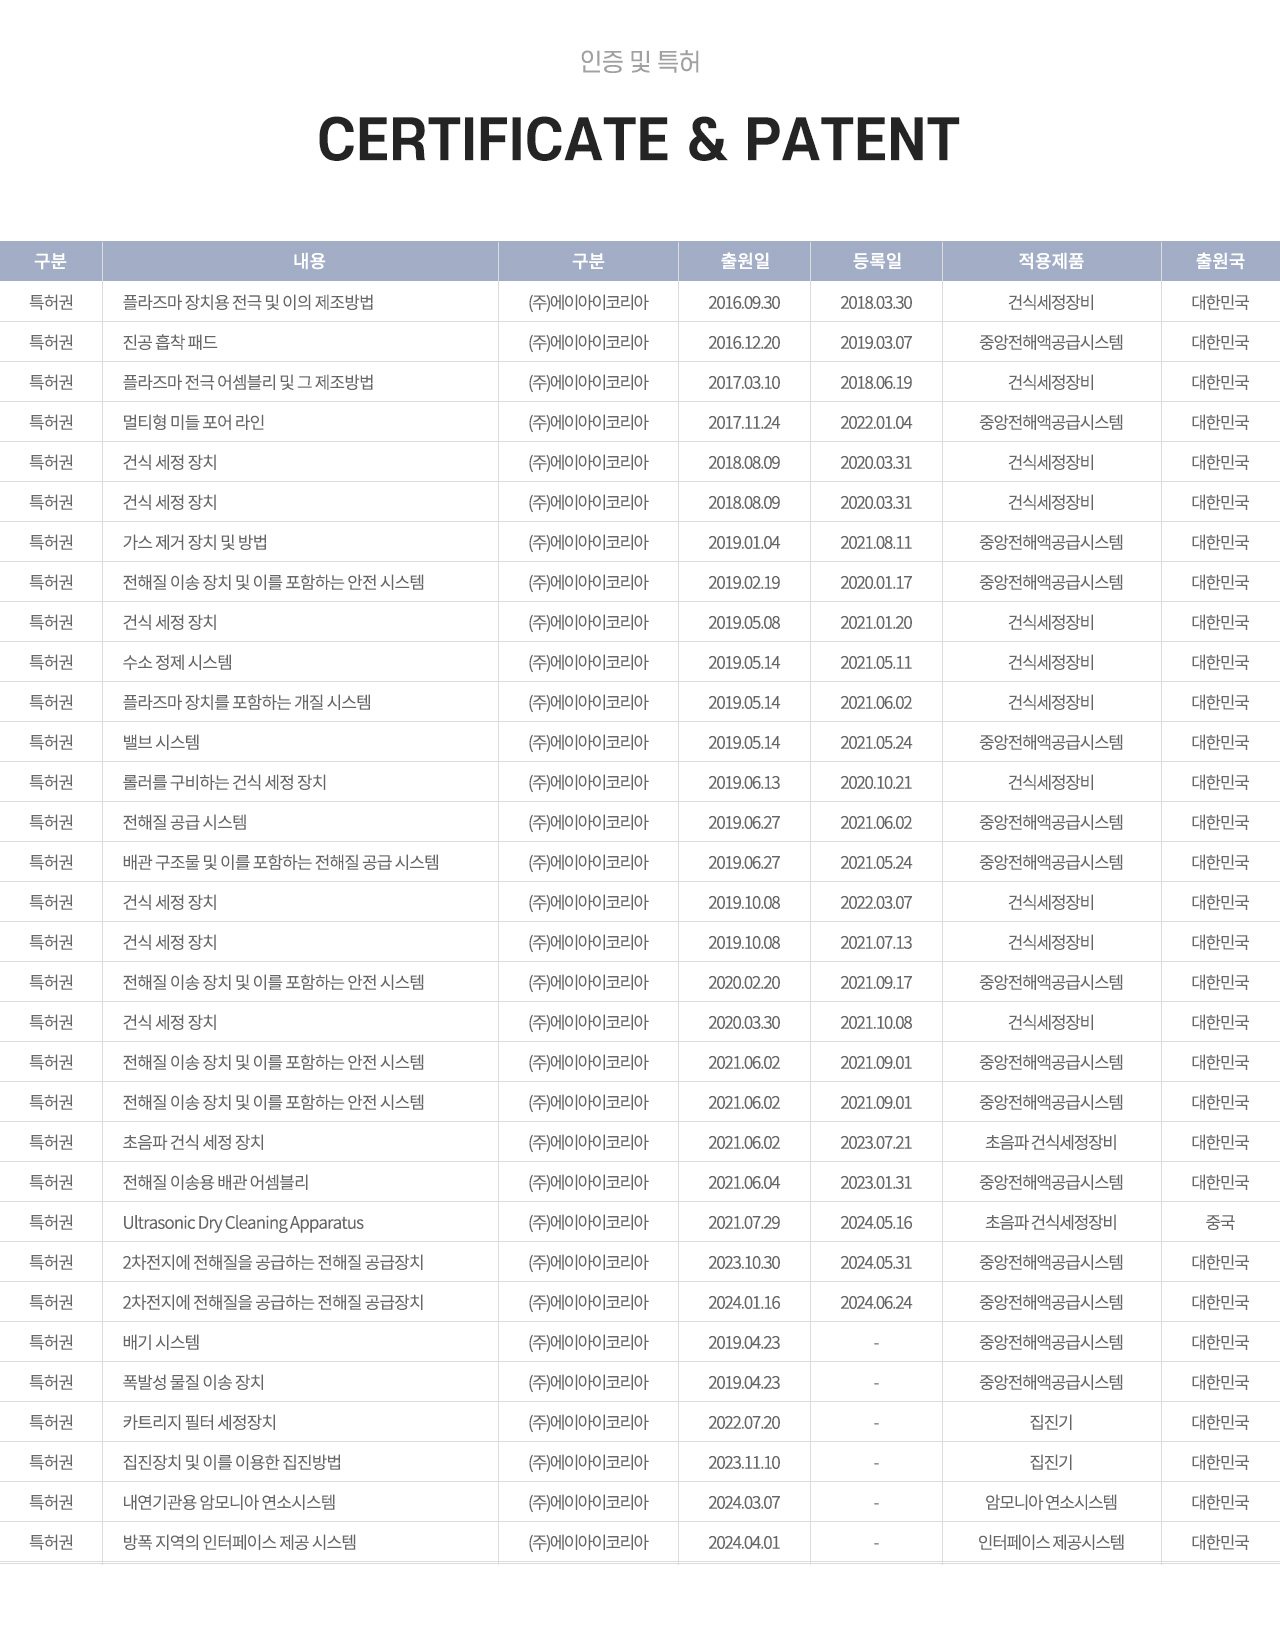 인증 및 특허
CERTIFICATE & PATENT
구분 내용 구분 출원일 등록일 적용제품 출원국
특허권 플라즈마 장치용 전극 및 이의 제조방법 (주)에이아이코리아 2016.09.30 2018.03.30 건식세정장비 대한민국
특허권 진공 흡착 패드 (주)에이아이코리아 2016.12.20 2019.03.07 중앙전해액공급시스템 대한민국
특허권 플라즈마 전극 어셈블리 및 그 제조방법 (주)에이아이코리아 2017.03.10 2018.06.19 건식세정장비 대한민국
특허권 멀티형 미들 포어 라인 (주)에이아이코리아 2017.11.24 2022.01.04 중앙전해액공급시스템 대한민국
특허권 건식 세정 장치 (주)에이아이코리아 2018.08.09 2020.03.31 건식세정장비 대한민국
특허권 건식 세정 장치 (주)에이아이코리아 2018.08.09 2020.03.31 건식세정장비 대한민국
특허권 가스 제거 장치 및 방법 (주)에이아이코리아 2019.01.04 2021.08.11 중앙전해액공급시스템 대한민국
특허권 전해질 이송 장치 및 이를 포함하는 안전 시스템 (주)에이아이코리아 2019.02.19 2020.01.17 중앙전해액공급시스템 대한민국
특허권 건식 세정 장치 (주)에이아이코리아 2019.05.08 2021.01.20 건식세정장비 대한민국
특허권 수소 정제 시스템 (주)에이아이코리아 2019.05.14 2021.05.11 건식세정장비 대한민국
특허권 플라즈마 장치를 포함하는 개질 시스템 (주)에이아이코리아 2019.05.14 2021.06.02 건식세정장비 대한민국
특허권 밸브 시스템 (주)에이아이코리아 2019.05.14 2021.05.24 중앙전해액공급시스템 대한민국
특허권 롤러를 구비하는 건식 세정 장치 (주)에이아이코리아 2019.06.13 2020.10.21 건식세정장비 대한민국
특허권 전해질 공급 시스템 (주)에이아이코리아 2019.06.27 2021.06.02 중앙전해액공급시스템 대한민국
특허권 배관 구조물 및 이를 포함하는 전해질 공급 시스템 (주)에이아이코리아 2019.06.27 2021.05.24 중앙전해액공급시스템 대한민국
특허권 건식 세정 장치 (주)에이아이코리아 2019.10.08 2022.03.07 건식세정장비 대한민국
특허권 건식 세정 장치 (주)에이아이코리아 2019.10.08 2021.07.13 건식세정장비 대한민국
특허권 전해질 이송 장치 및 이를 포함하는 안전 시스템 (주)에이아이코리아 2020.02.20 2021.09.17 중앙전해액공급시스템 대한민국
특허권 건식 세정 장치 (주)에이아이코리아 2020.03.30 2021.10.08 건식세정장비 대한민국
특허권 전해질 이송 장치 및 이를 포함하는 안전 시스템 (주)에이아이코리아 2021.06.02 2021.09.01 중앙전해액공급시스템 대한민국
특허권 전해질 이송 장치 및 이를 포함하는 안전 시스템 (주)에이아이코리아 2021.06.02 2021.09.01 중앙전해액공급시스템 대한민국
특허권 초음파 건식 세정 장치 (주)에이아이코리아 2021.06.02 2023.07.21 초음파 건식세정장비 대한민국
특허권 전해질 이송용 배관 어셈블리 (주)에이아이코리아 2021.06.04 2023.01.31 중앙전해액공급시스템 대한민국
특허권 Ultrasonic Dry Cleaning Apparatus (주)에이아이코리아 2021.07.29 2024.05.16 초음파 건식세정장비 중국
특허권 2차전지에 전해질을 공급하는 전해질 공급장치 (주)에이아이코리아 2023.10.30 2024.05.31 중앙전해액공급시스템 대한민국
특허권 2차전지에 전해질을 공급하는 전해질 공급장치 (주)에이아이코리아 2024.01.16 2024.06.24 중앙전해액공급시스템 대한민국
특허권 배기 시스템 (주)에이아이코리아 2019.04.23 - 중앙전해액공급시스템 대한민국
특허권 폭발성 물질 이송 장치 (주)에이아이코리아 2019.04.23 - 중앙전해액공급시스템 대한민국
특허권 카트리지 필터 세정장치 (주)에이아이코리아 2022.07.20 - 집진기 대한민국
특허권 집진장치 및 이를 이용한 집진방법 (주)에이아이코리아 2023.11.10 - 집진기 대한민국
특허권 내연기관용 암모니아 연소시스템 (주)에이아이코리아 2024.03.07 - 암모니아 연소시스템 대한민국
특허권 방폭 지역의 인터페이스 제공 시스템 (주)에이아이코리아 2024.04.01 - 인터페이스 제공시스템 대한민국